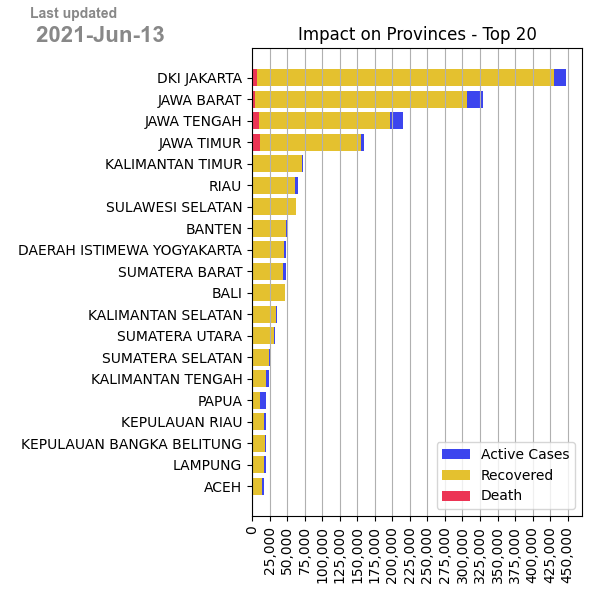 Last updated
2021-Jun-13
Impact on Provinces - Top 20
DKI JAKARTA
JAWA BARAT
JAWA TENGAH
JAWA TIMUR
KALIMANTAN TIMUR
RIAU
SULAWESI SELATAN
BANTEN
DAERAH ISTIMEWA YOGYAKARTA
SUMATERA BARAT
BALI
KALIMANTAN SELATAN
SUMATERA UTARA
SUMATERA SELATAN
KALIMANTAN TENGAH
PAPUA
KEPULAUAN RIAU
KEPULAUAN BANGKA BELITUNG
LAMPUNG
ACEH
Active Cases
Recovered
Death
0
25,000
50,000
75,000
100,000
125,000
150,000
175,000
200,000
225,000
250,000
275,000
300,000
325,000
350,000
375,000
400,000
425,000
450,000